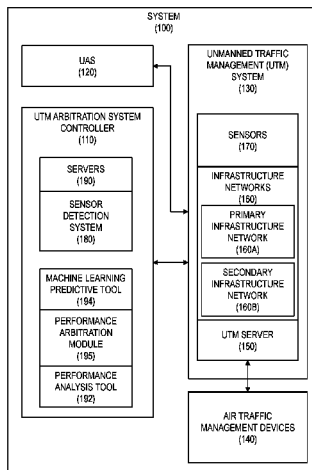 SYSTEM
(100)
UAS
(120)
UTM ARBITRATION SYSTEM
CONTROLLER
(110)
SERVERS
(190)
SENSOR
DETECTION
SYSTEM
(180)
MACHINE LEARNING
PREDICTIVE TOOL
(194)
PERFORMANCE
ARBITRATION
MODULE
(195)
PERFORMANCE
ANALYSIS TOOL
(192)
UNMANNED TRAFFIC
MANAGEMENT (UTM)
SYSTEM
(130)
SENSORS
(170)
INFRASTRUCTURE
NETWORKS
(160)
PRIMARY
INFRASTRUCTURE
NETWORK
(160A)
SECONDARY
INFRASTRUCTURE
NETWORK
(160B)
UTM SERVER
(150)
AIR TRAFFIC
MANAGEMENT DEVICES
(140)